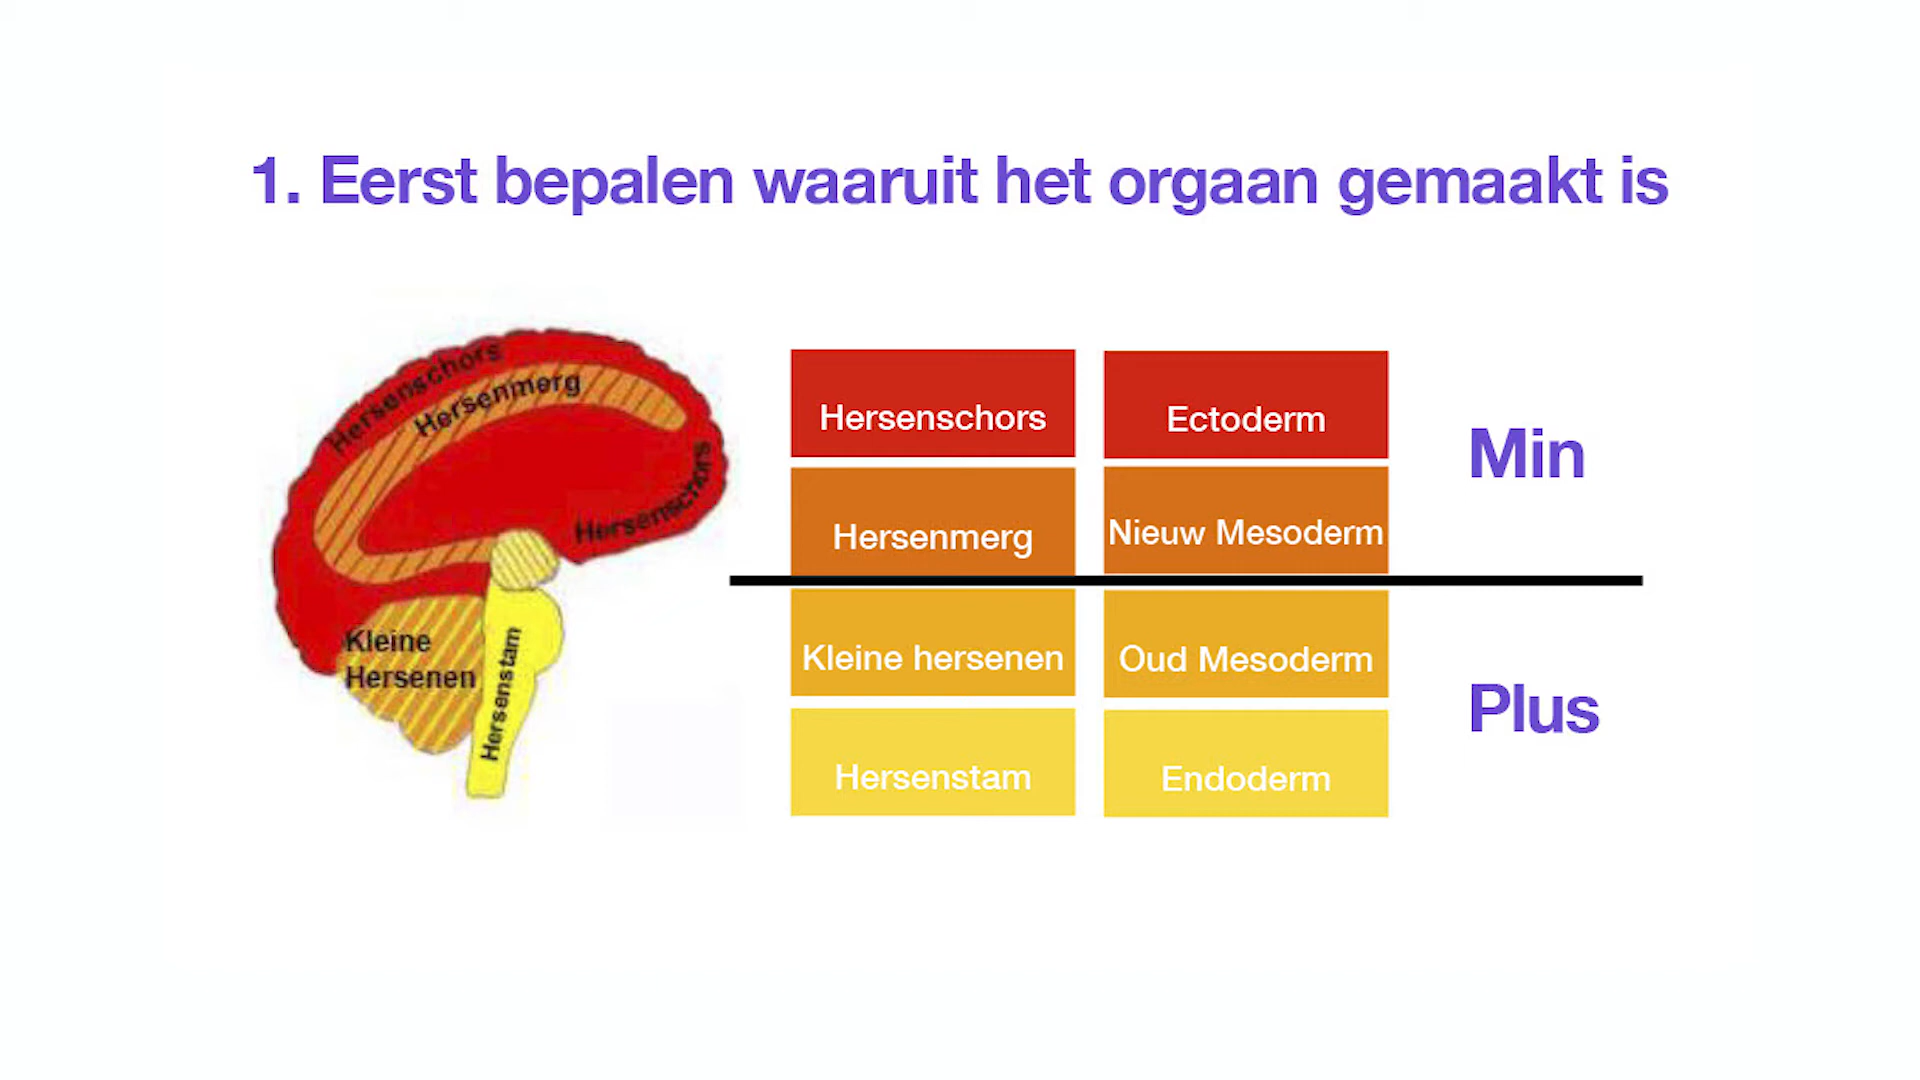 1. Eerst bepalen waaruit het orgaan gemaakt is
Hersenschors
Hersenmerg
Hersenschors
Kleine
Hersenen
Hersenstam
Hersenschors
Ectoderm
Min
Hersenmerg
Nieuw Mesoderm
Kleine hersenen
Oud Mesoderm
Plus
Hersenstam
Endoderm